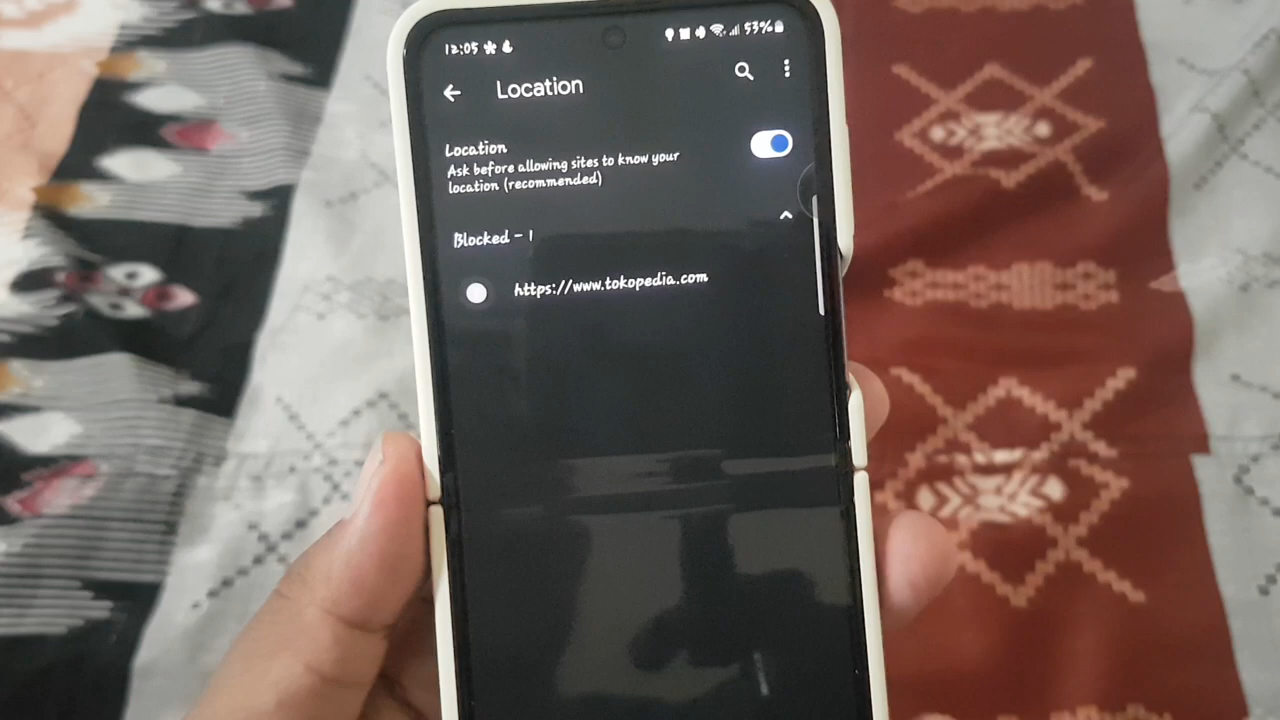 12:05 53%
Location
Location
Ask before allowing sites to know your
location (recommended)
Blocked - 1
https://www.tokopedia.com